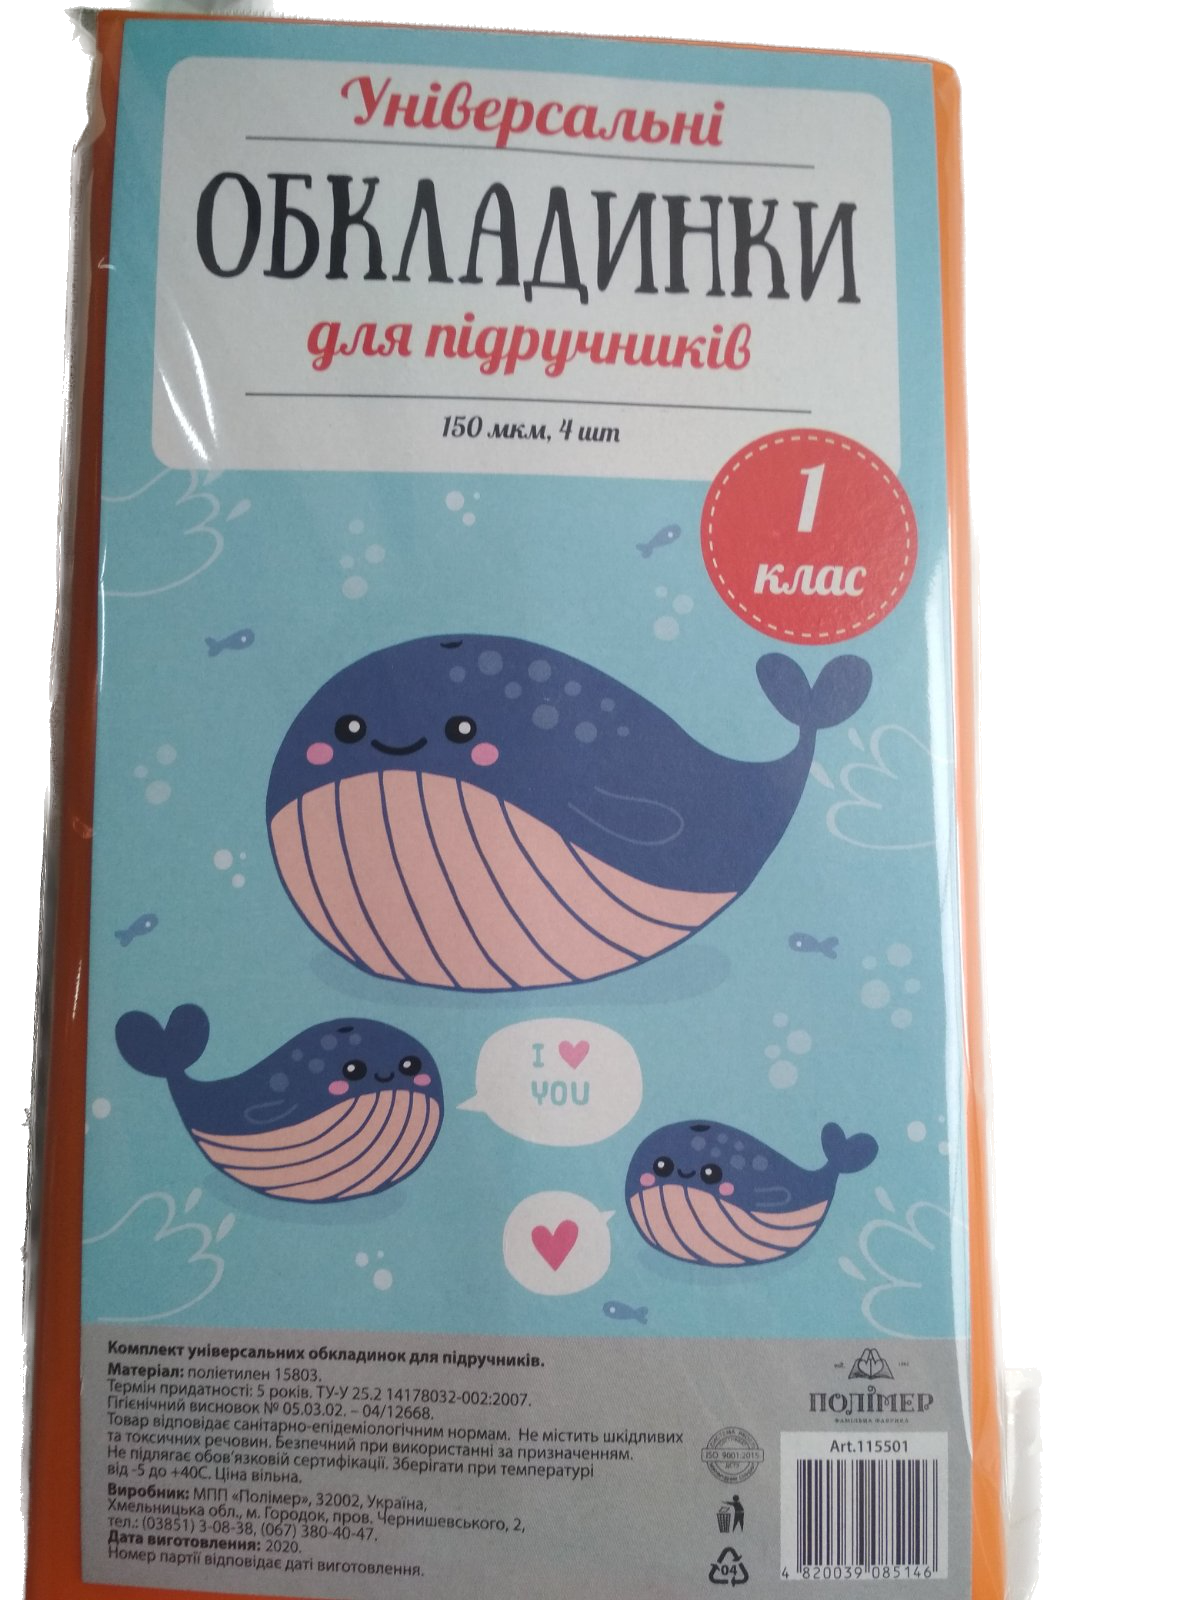 Універсальні
ОБКЛАДИНКИ
для підручників
150 мкм, 4 шт
1
клас
I
YOU
Комплект універсальних обкладинок для підручників.
Матеріал: поліетилен 15803.
Термін придатності: 5 років. ТУ-У 25.2 14178032-002:2007.
Гігієнічний висновок № 05.03.02. – 04/12668.
Товар відповідає санітарно-епідеміологічним нормам. Не містить шкідливих
та токсичних речовин. Безпечний при використанні за призначенням.
Не підлягає обов'язковій сертифікації. Зберігати при температурі
від -5 до +40С. Ціна вільна.
Виробник: МПП «Полімер», 32002, Україна,
Хмельницька обл., м. Городок, пров. Чернишевського, 2,
тел.: (03851) 3-08-38, (067) 380-40-47.
Дата виготовлення: 2020.
Номер партії відповідає даті виготовлення.
ПОЛІМЕР
ФАМІЛЬНА ФАБРИКА
ISO 9001:2015
04
Art.115501
4 820039 085146